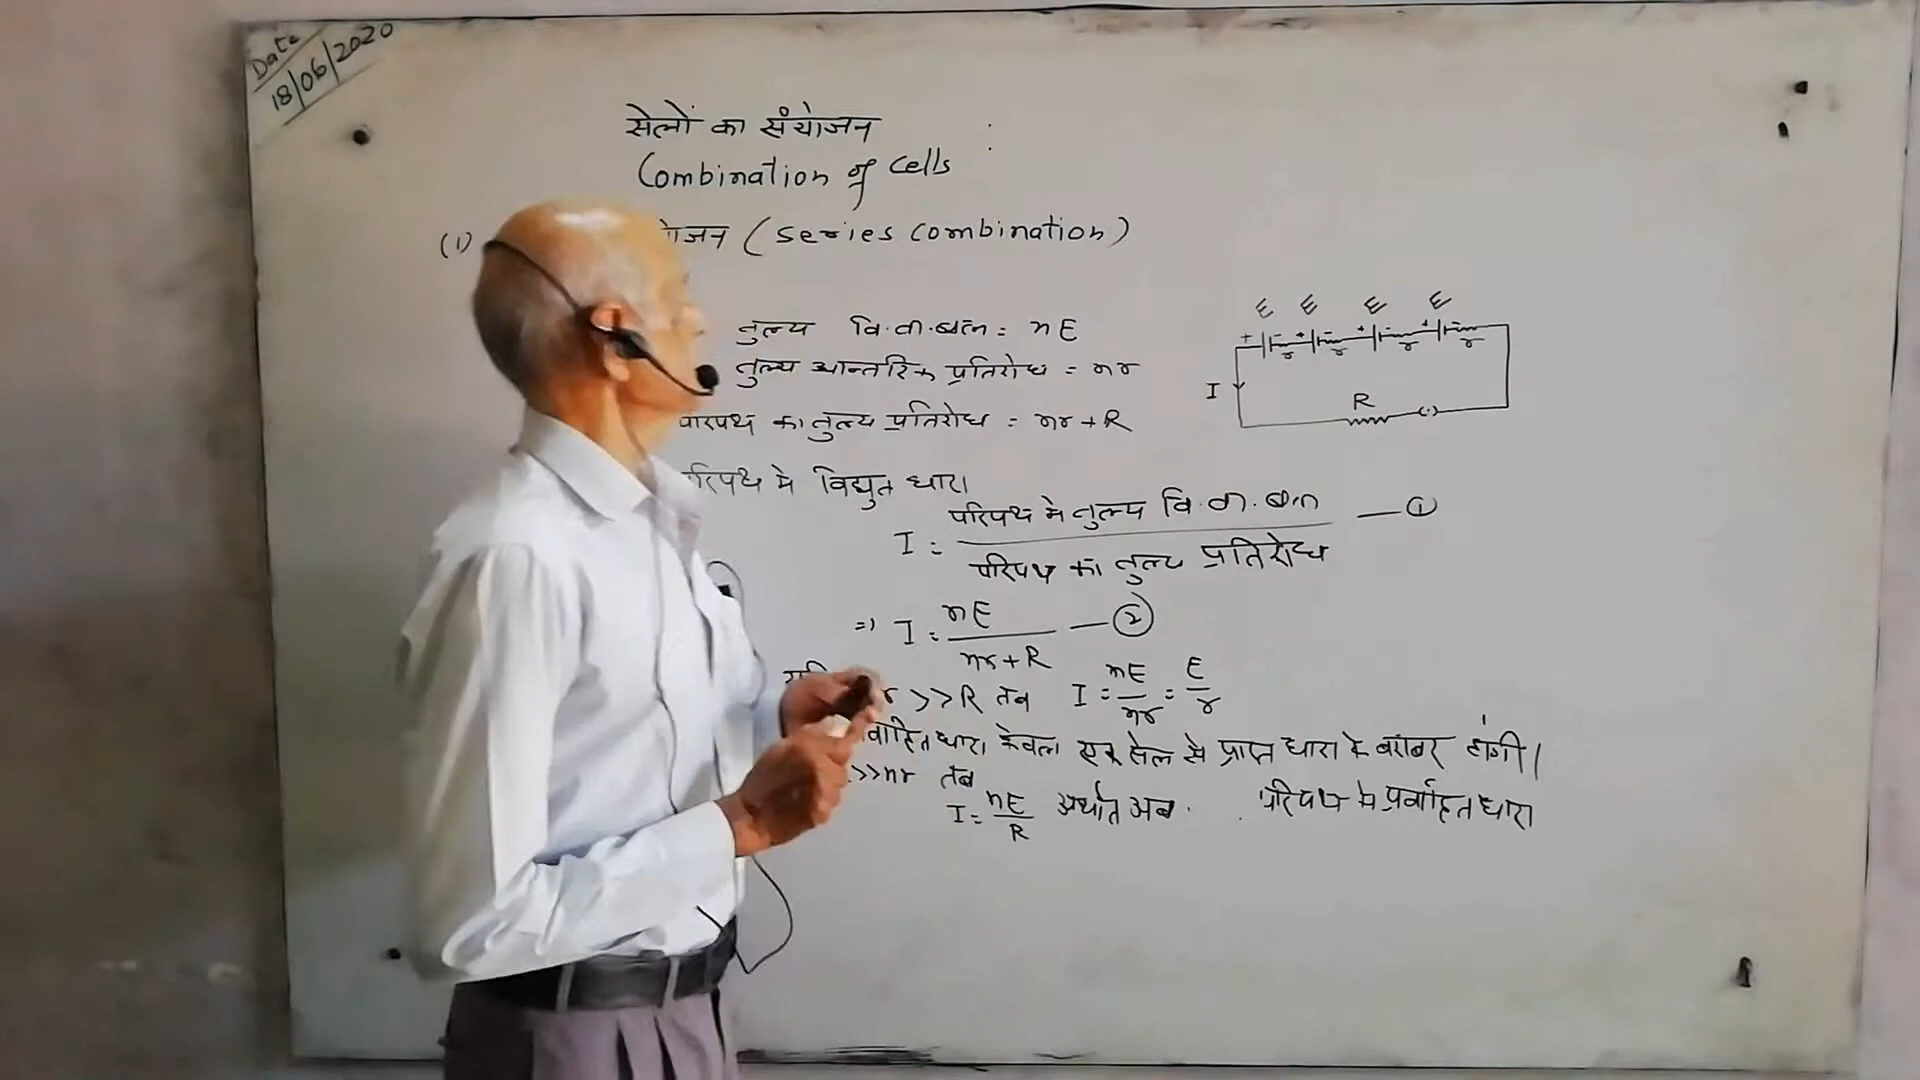 Date
18/06/2020
सेलों का संयोजन
Combination of cells
(1) योजन (series combination)
तुल्य वि.वा.बल = nE
तुल्य आन्तरिक प्रतिरोध = nr
परिपथ का तुल्य प्रतिरोध = nr + R
परिपथ मे विद्युत धारा
I = परिपथ मे तुल्य वि.वा.बल / परिपथ का तुल्य प्रतिरोध — ①
=> I = nE / nr + R — ②
r >> R तब I = nE / nr = E / r
र्वाहित धारा केवल एक सेल से प्राप्त धारा के बराबर होगी।
>> nr तब
I = nE / R अर्थात अब परिपथ मे प्रवाहित धारा
E E E E
+ - + - + - + -
r r r r
I
R